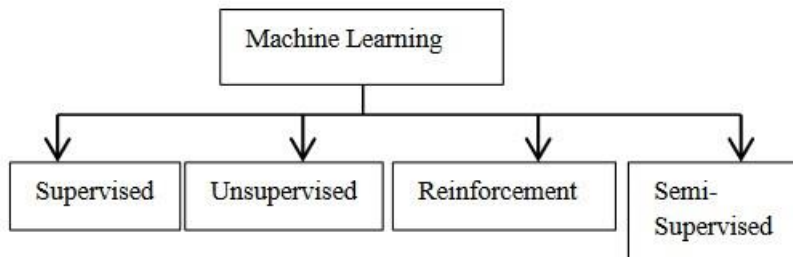 Machine Learning
Supervised
Unsupervised
Reinforcement
Semi-
Supervised